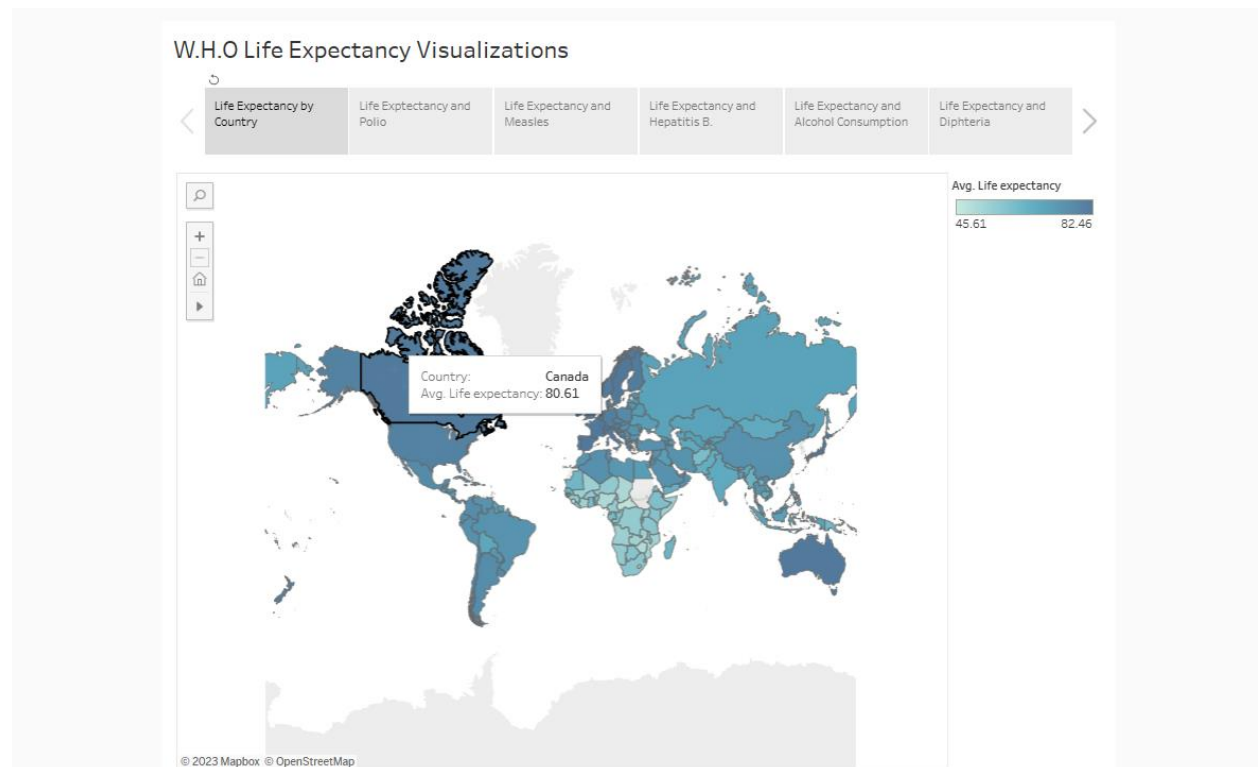 W.H.O Life Expectancy Visualizations
Life Expectancy by
Country
Life Exptectancy and
Polio
Life Expectancy and
Measles
Life Expectancy and
Hepatitis B.
Life Expectancy and
Alcohol Consumption
Life Expectancy and
Diphteria
Avg. Life expectancy
45.61 82.46
Country: Canada
Avg. Life expectancy: 80.61
© 2023 Mapbox © OpenStreetMap